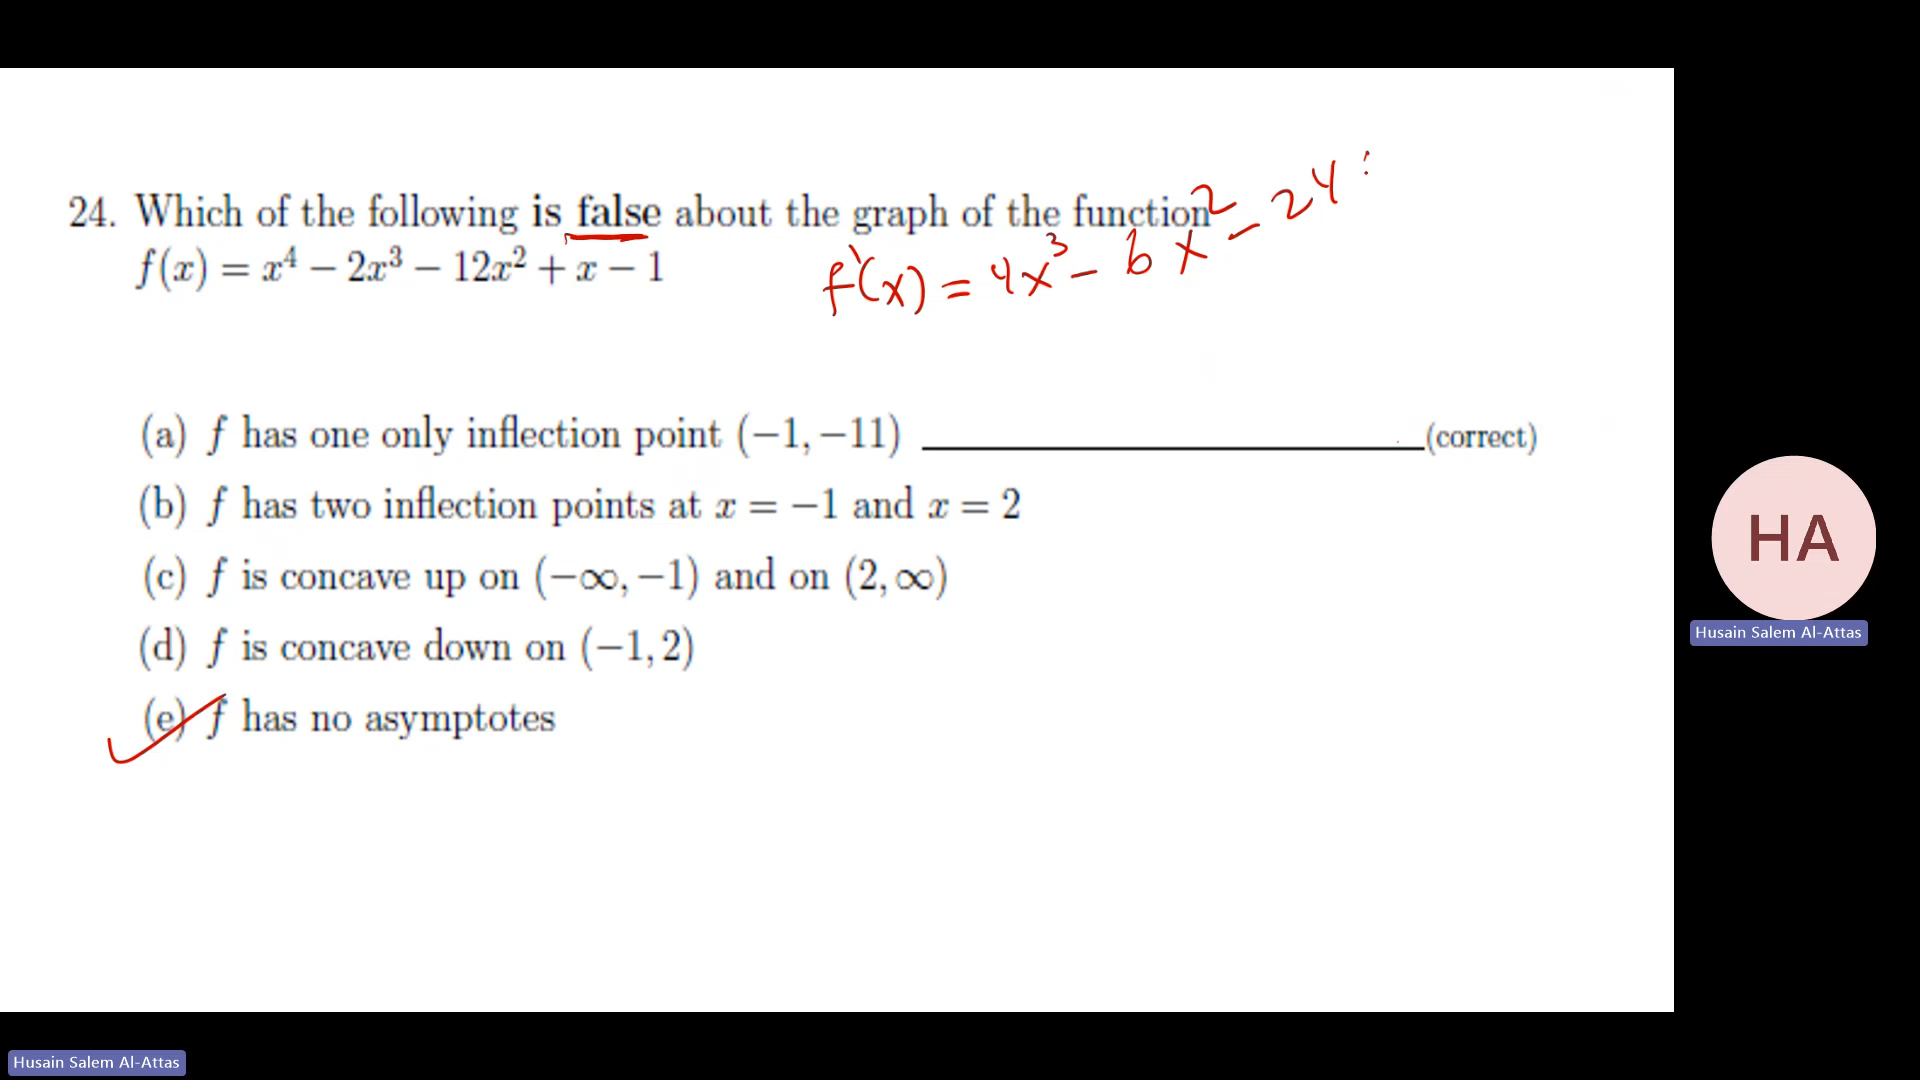 24. Which of the following is false about the graph of the function
f(x) = x⁴ − 2x³ − 12x² + x − 1
f'(x) = 4x³ − 6x² − 24
(a) f has one only inflection point (−1, −11) (correct)
(b) f has two inflection points at x = −1 and x = 2
(c) f is concave up on (−∞, −1) and on (2, ∞)
(d) f is concave down on (−1, 2)
(e) f has no asymptotes
HA
Husain Salem Al-Attas
Husain Salem Al-Attas